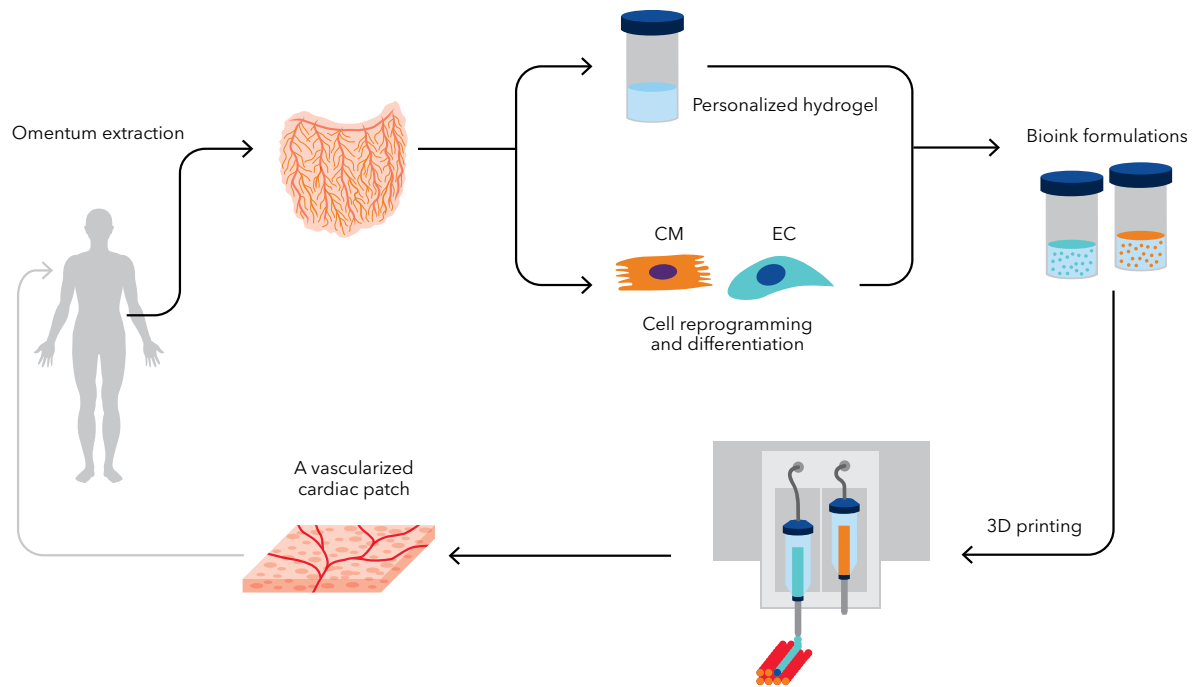 Omentum extraction
Personalized hydrogel
Bioink formulations
CM
EC
Cell reprogramming
and differentiation
3D printing
A vascularized
cardiac patch